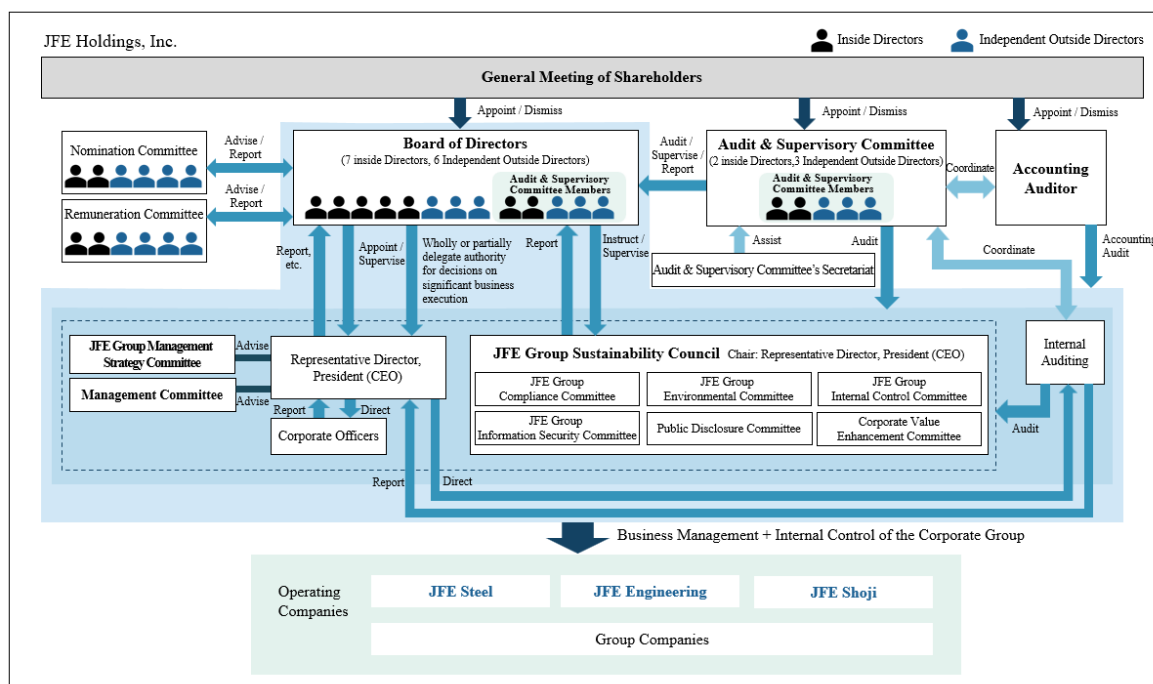 JFE Holdings, Inc.
Inside Directors
Independent Outside Directors
General Meeting of Shareholders
Appoint / Dismiss
Appoint / Dismiss
Appoint / Dismiss
Nomination Committee
Advise /
Report
Board of Directors
(7 inside Directors, 6 Independent Outside Directors)
Audit & Supervisory
Committee Members
Audit /
Supervise /
Report
Audit & Supervisory Committee
(2 inside Directors,3 Independent Outside Directors)
Audit & Supervisory
Committee Members
Coordinate
Accounting
Auditor
Remuneration Committee
Advise /
Report
Report,
etc.
Appoint /
Supervise
Wholly or partially
delegate authority
for decisions on
significant business
execution
Report
Instruct /
Supervise
Assist
Audit & Supervisory Committee's Secretariat
Audit
Coordinate
Accounting
Audit
JFE Group Management
Strategy Committee
Advise
Management Committee
Advise
Representative Director,
President (CEO)
Report
Direct
Corporate Officers
JFE Group Sustainability Council Chair: Representative Director, President (CEO)
JFE Group
Compliance Committee
JFE Group
Environmental Committee
JFE Group
Internal Control Committee
JFE Group
Information Security Committee
Public Disclosure Committee
Corporate Value
Enhancement Committee
Internal
Auditing
Audit
Report
Direct
Business Management + Internal Control of the Corporate Group
Operating
Companies
JFE Steel
JFE Engineering
JFE Shoji
Group Companies